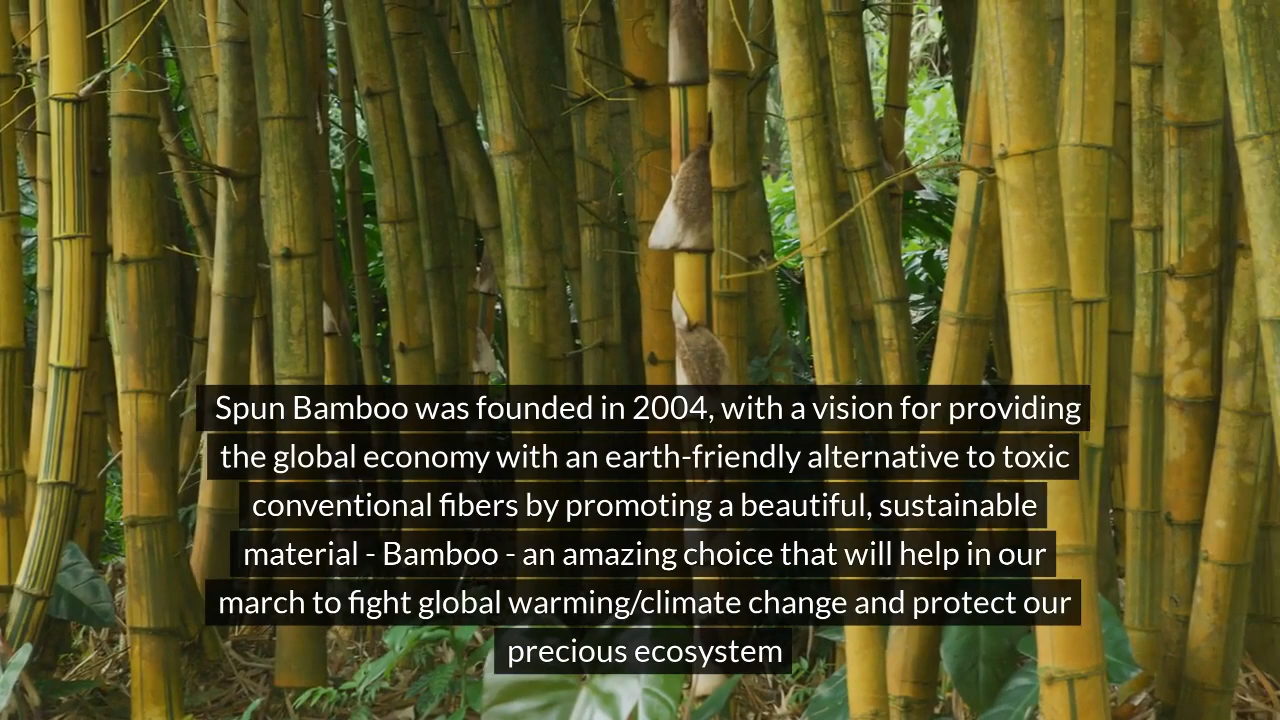 Spun Bamboo was founded in 2004, with a vision for providing
the global economy with an earth-friendly alternative to toxic
conventional fibers by promoting a beautiful, sustainable
material - Bamboo - an amazing choice that will help in our
march to fight global warming/climate change and protect our
precious ecosystem